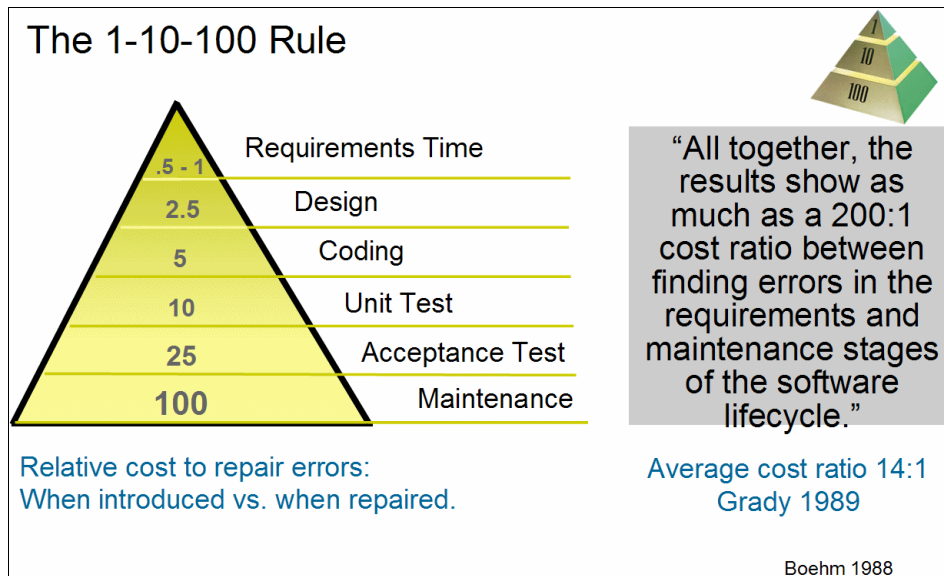 The 1-10-100 Rule
1
10
100
.5 - 1
Requirements Time
2.5
Design
5
Coding
10
Unit Test
25
Acceptance Test
100
Maintenance
Relative cost to repair errors:
When introduced vs. when repaired.
“All together, the
results show as
much as a 200:1
cost ratio between
finding errors in the
requirements and
maintenance stages
of the software
lifecycle.”
Average cost ratio 14:1
Grady 1989
Boehm 1988